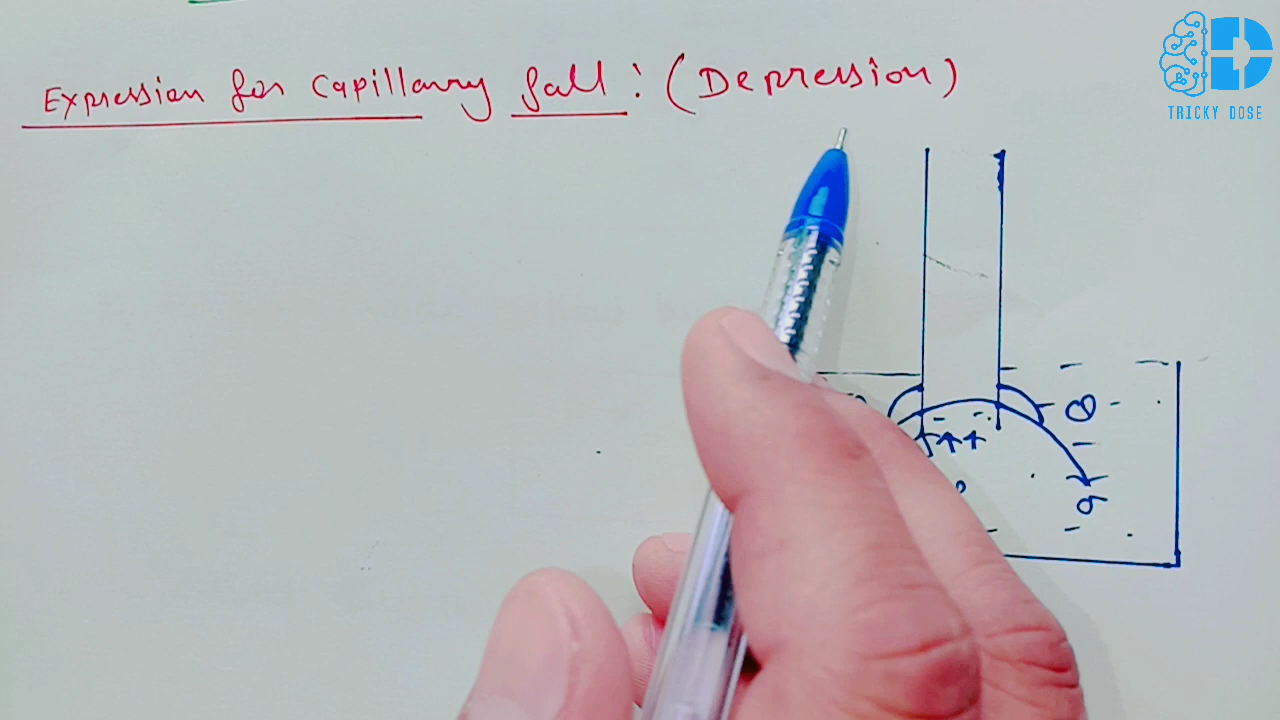 Expression for Capillary fall : (Depression)
TRICKY DOSE
θ
σ